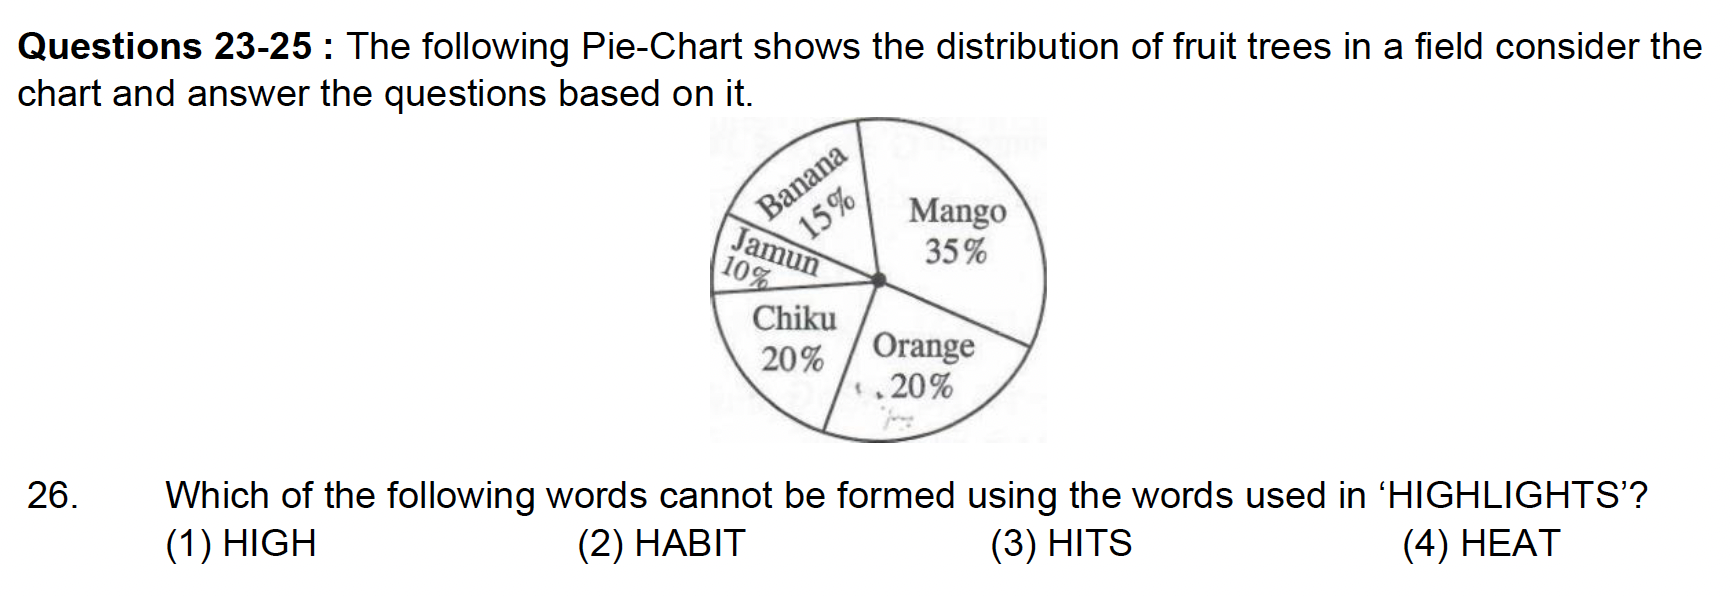 Questions 23-25 : The following Pie-Chart shows the distribution of fruit trees in a field consider the
chart and answer the questions based on it.
Banana
15%
Mango
35%
Jamun
10%
Chiku
20%
Orange
20%
26. Which of the following words cannot be formed using the words used in ‘HIGHLIGHTS’?
(1) HIGH (2) HABIT (3) HITS (4) HEAT